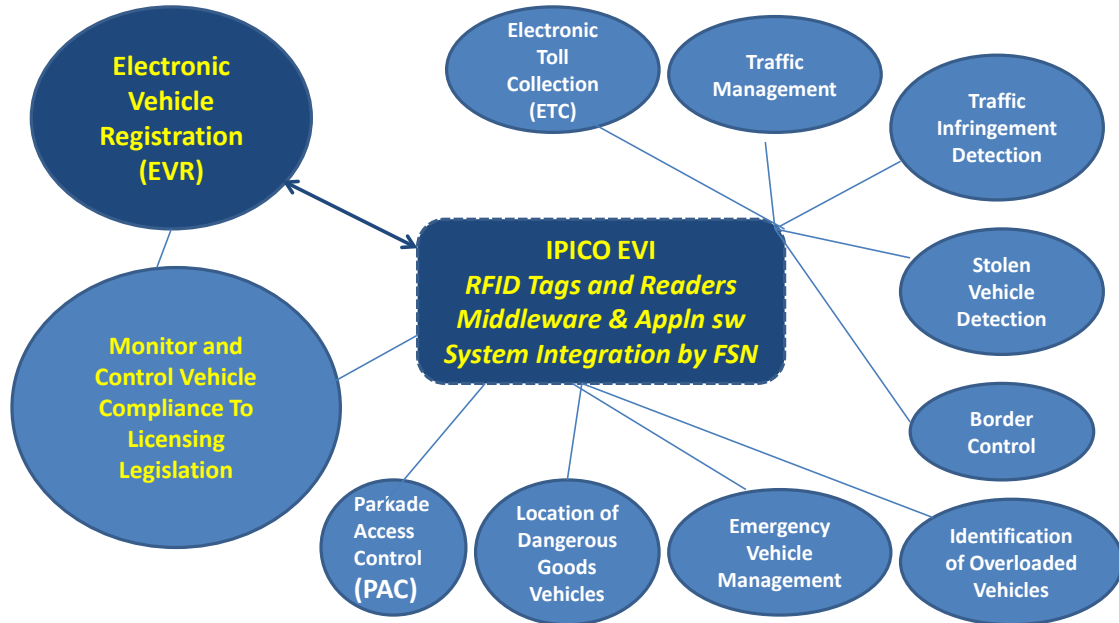 Electronic
Vehicle
Registration
(EVR)
Electronic
Toll
Collection
(ETC)
Traffic
Management
Traffic
Infringement
Detection
IPICO EVI
RFID Tags and Readers
Middleware & Appln sw
System Integration by FSN
Stolen
Vehicle
Detection
Monitor and
Control Vehicle
Compliance To
Licensing
Legislation
Border
Control
Parkade
Access
Control
(PAC)
Location of
Dangerous
Goods
Vehicles
Emergency
Vehicle
Management
Identification
of Overloaded
Vehicles